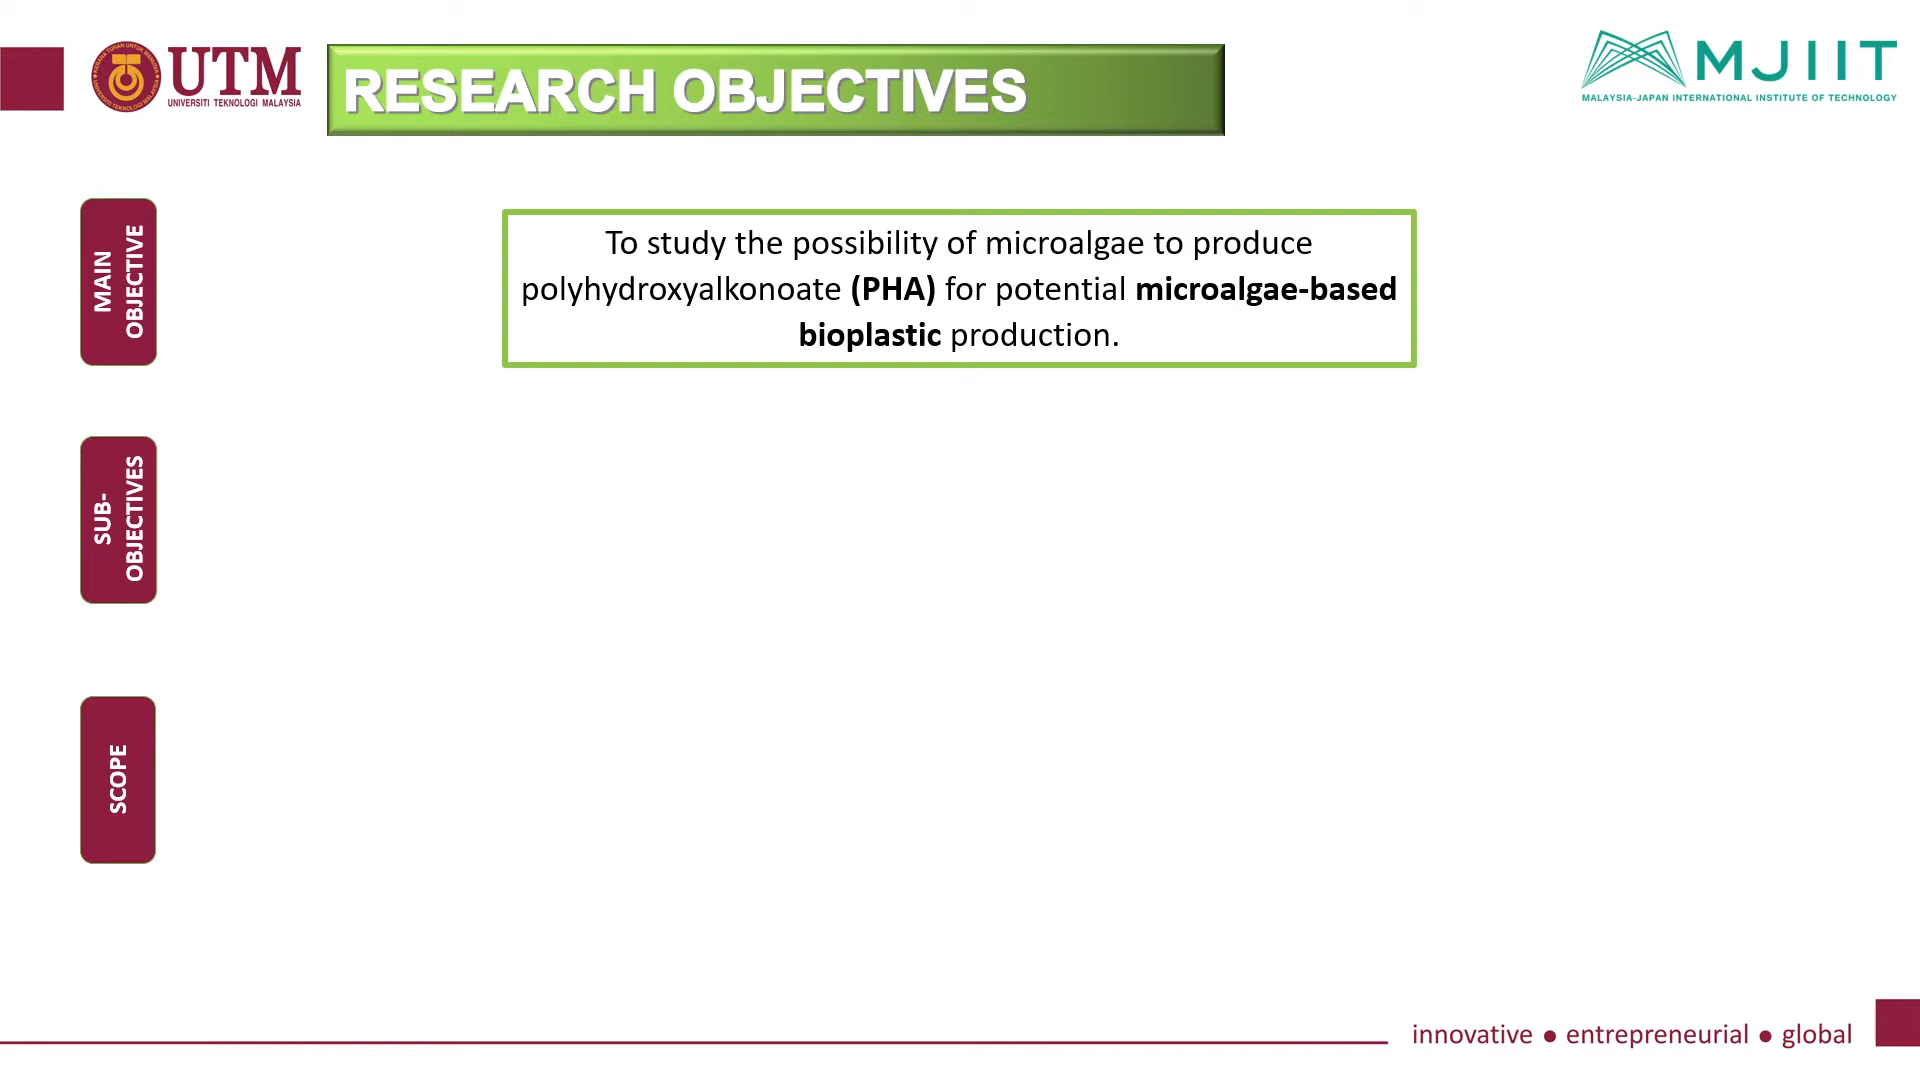 UTM
UNIVERSITI TEKNOLOGI MALAYSIA
RESEARCH OBJECTIVES
MJIIT
MALAYSIA-JAPAN INTERNATIONAL INSTITUTE OF TECHNOLOGY
MAIN
OBJECTIVE
To study the possibility of microalgae to produce
polyhydroxyalkonoate (PHA) for potential microalgae-based
bioplastic production.
SUB-
OBJECTIVES
SCOPE
innovative ● entrepreneurial ● global